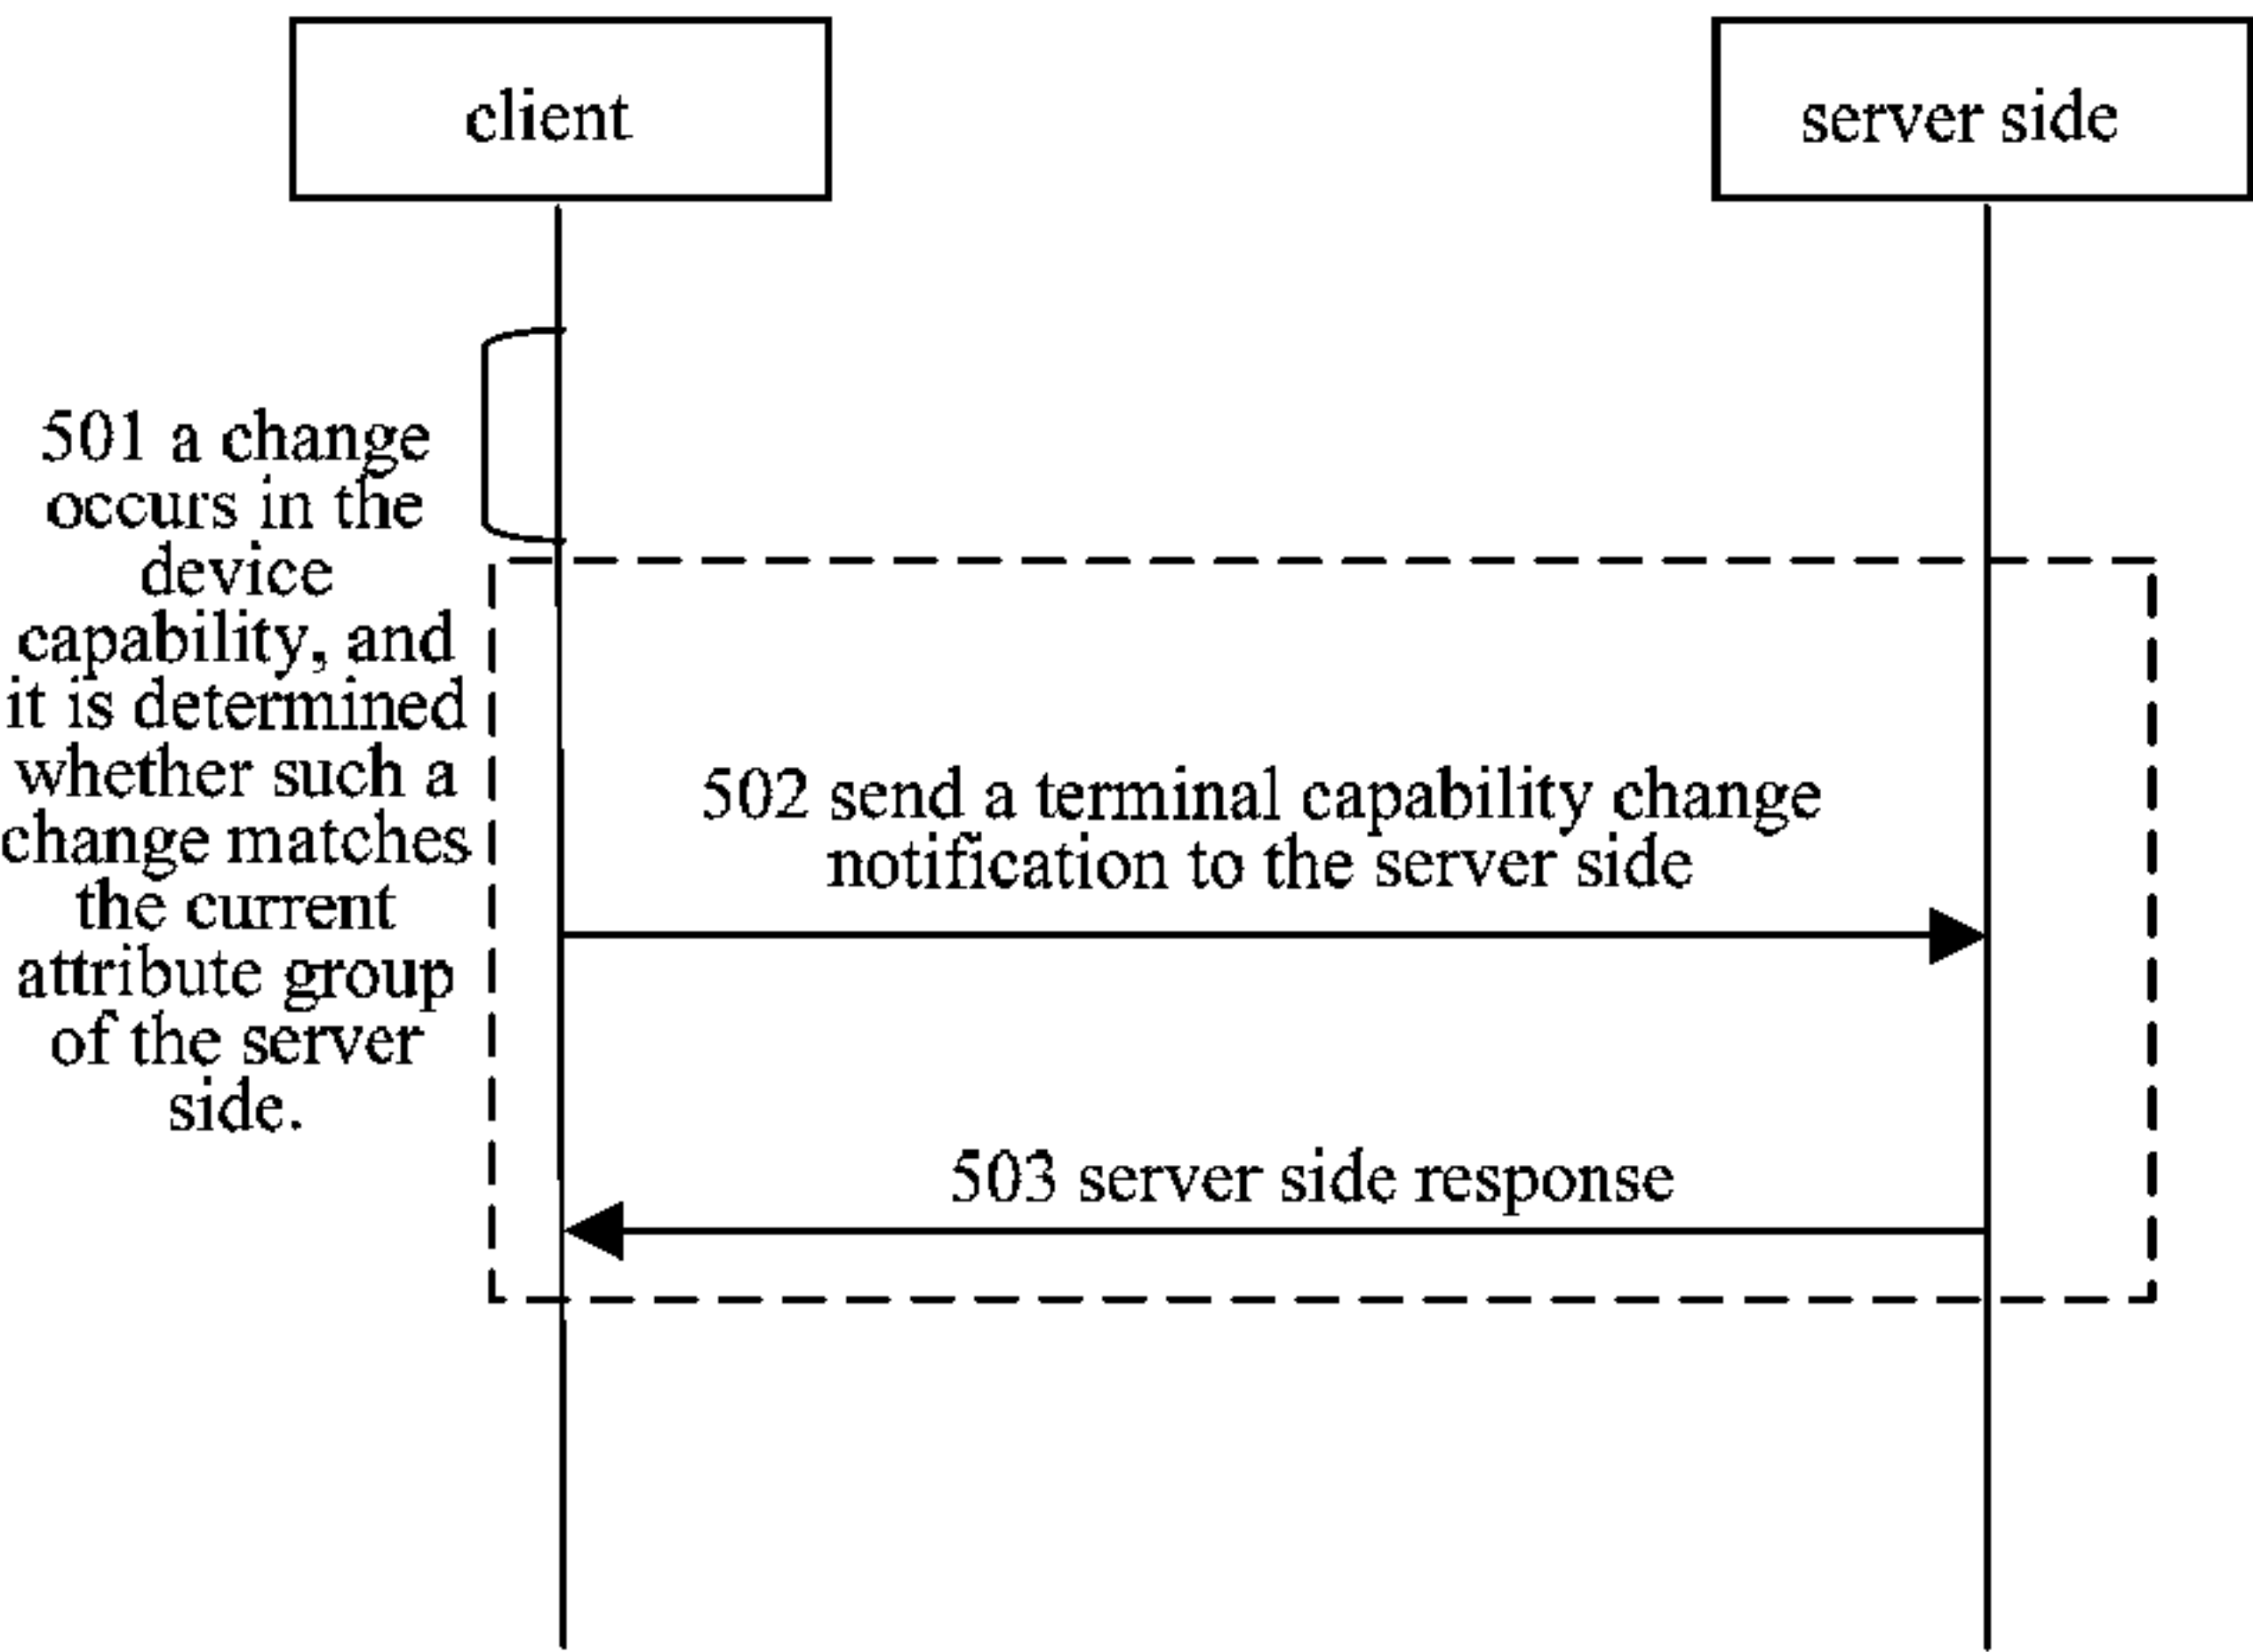 client
server side
501 a change
occurs in the
device
capability, and
it is determined
whether such a
change matches
the current
attribute group
of the server
side.
502 send a terminal capability change
notification to the server side
503 server side response